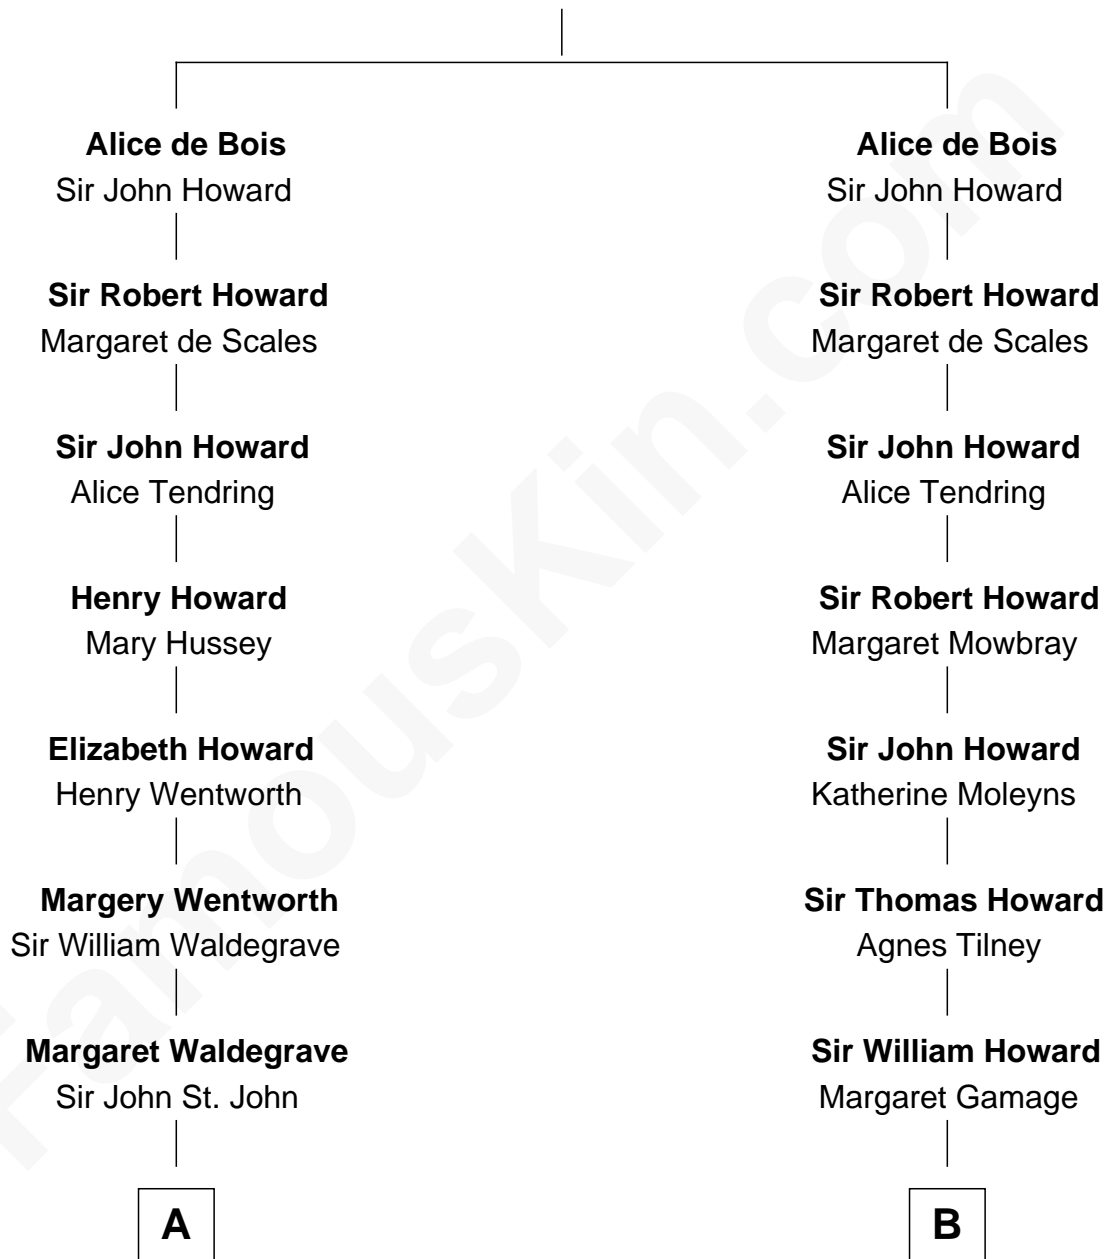 Alice de Bois
Sir John Howard
Sir Robert Howard
Margaret de Scales
Sir John Howard
Alice Tendring
Henry Howard
Mary Hussey
Elizabeth Howard
Henry Wentworth
Margery Wentworth
Sir William Waldegrave
Margaret Waldegrave
Sir John St. John
A
Alice de Bois
Sir John Howard
Sir Robert Howard
Margaret de Scales
Sir John Howard
Alice Tendring
Sir Robert Howard
Margaret Mowbray
Sir John Howard
Katherine Moleyns
Sir Thomas Howard
Agnes Tilney
Sir William Howard
Margaret Gamage
B
FamousKin.com